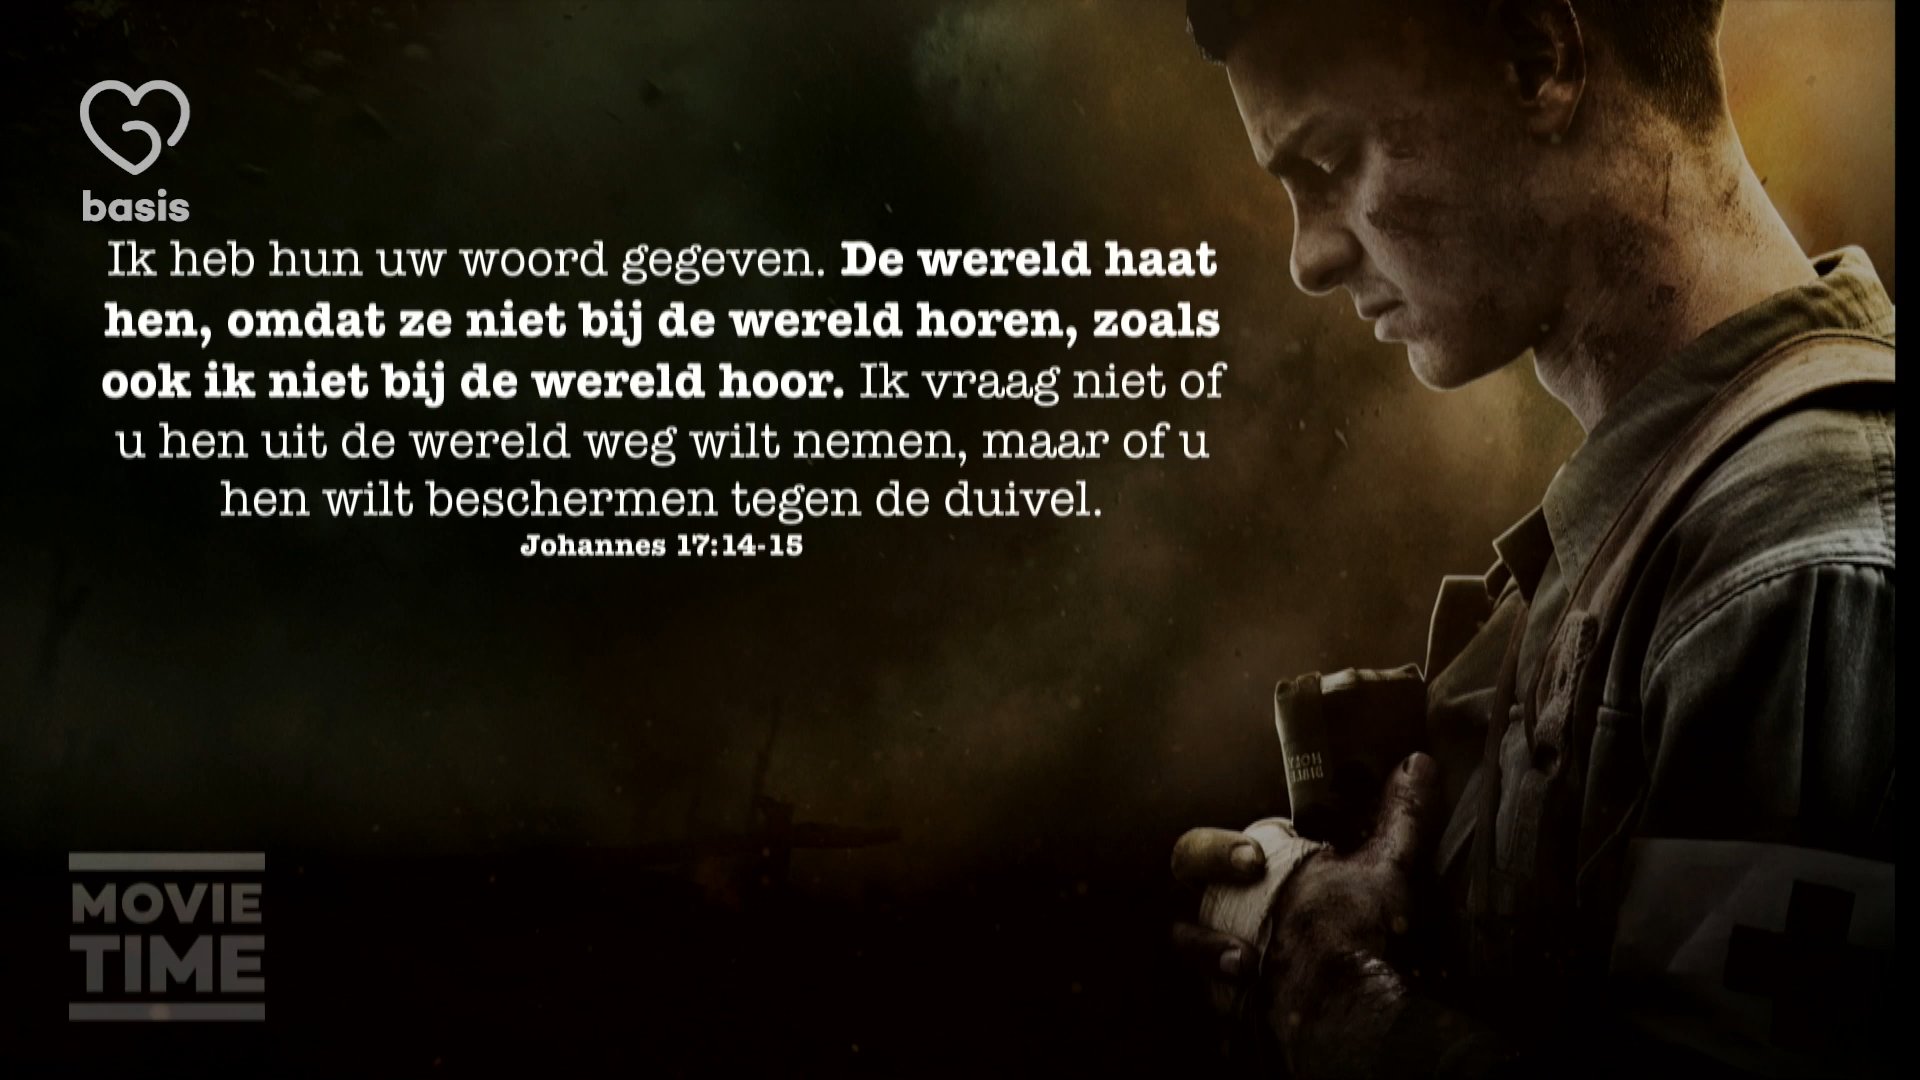 basis
Ik heb hun uw woord gegeven. De wereld haat
hen, omdat ze niet bij de wereld horen, zoals
ook ik niet bij de wereld hoor. Ik vraag niet of
u hen uit de wereld weg wilt nemen, maar of u
hen wilt beschermen tegen de duivel.
Johannes 17:14-15
HOLY
BIBLE
MOVIE
TIME